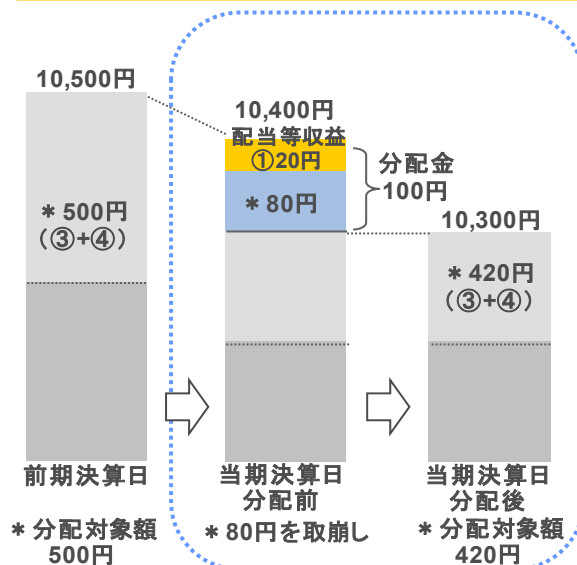 10,500円
＊500円
（③+④）
前期決算日
＊分配対象額
500円
10,400円
配当等収益
①20円
＊80円
分配金
100円
当期決算日
分配前
＊80円を取崩し
10,300円
＊420円
（③+④）
当期決算日
分配後
＊分配対象額
420円